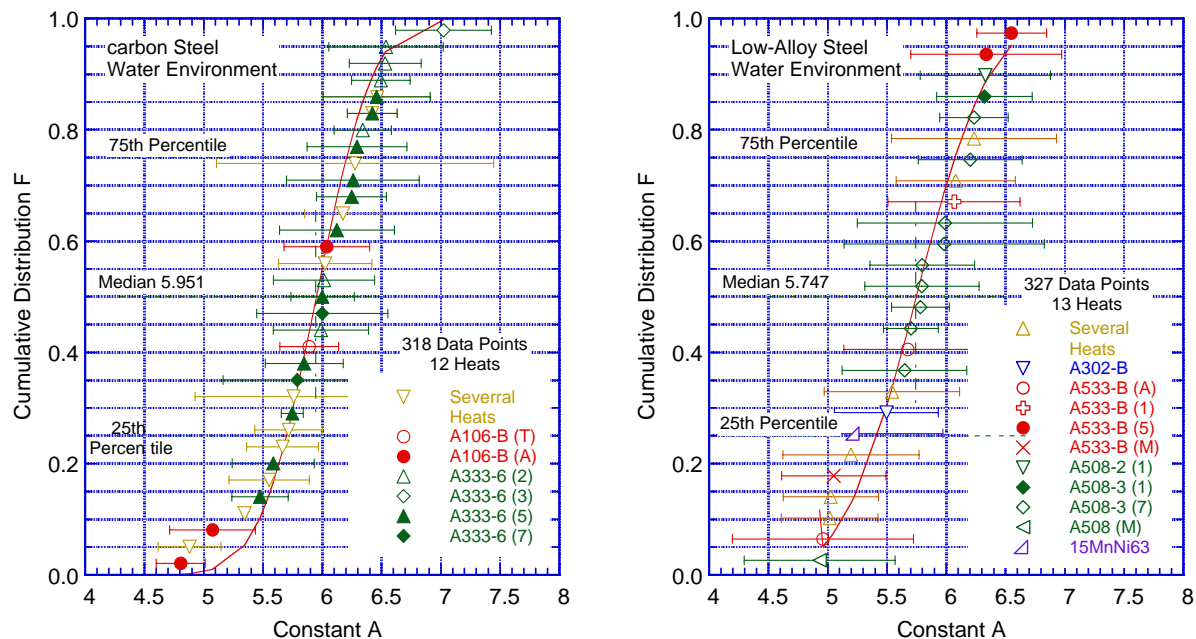 1.0
0.8
0.6
0.4
0.2
0.0
Cumulative Distribution F
carbon Steel
Water Environment
75th Percentile
Median 5.951
25th
Percen tile
318 Data Points
12 Heats
Severral
Heats
A106-B (T)
A106-B (A)
A333-6 (2)
A333-6 (3)
A333-6 (5)
A333-6 (7)
4 4.5 5 5.5 6 6.5 7 7.5 8
Constant A
1.0
0.8
0.6
0.4
0.2
0.0
Cumulative Distribution F
Low-Alloy Steel
Water Environment
75th Percentile
Median 5.747
25th Percentile
327 Data Points
13 Heats
Several
Heats
A302-B
A533-B (A)
A533-B (1)
A533-B (5)
A533-B (M)
A508-2 (1)
A508-3 (1)
A508-3 (7)
A508 (M)
15MnNi63
4 4.5 5 5.5 6 6.5 7 7.5 8
Constant A